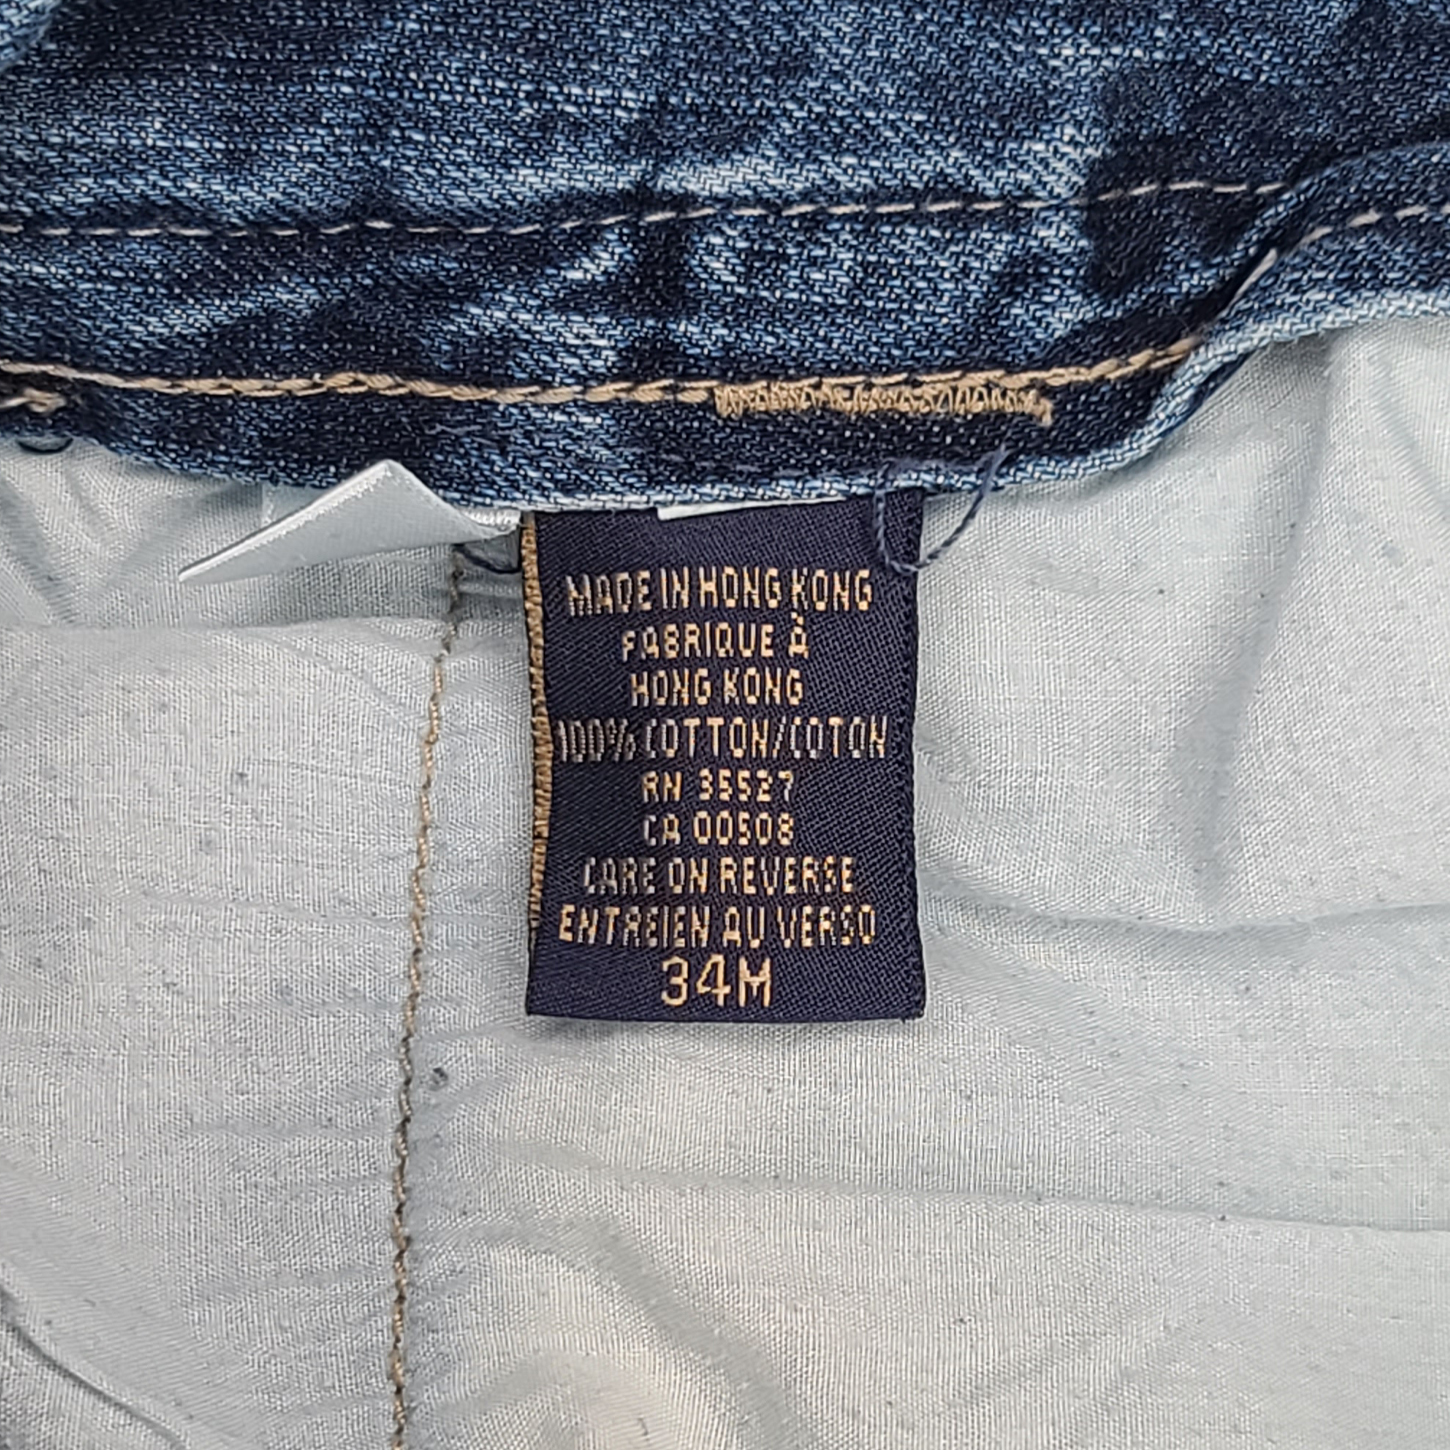 MADE IN HONG KONG
FABRIQUE À
HONG KONG
100% COTTON/COTON
RN 35527
CA 00508
CARE ON REVERSE
ENTREIEN AU VERSO
34M